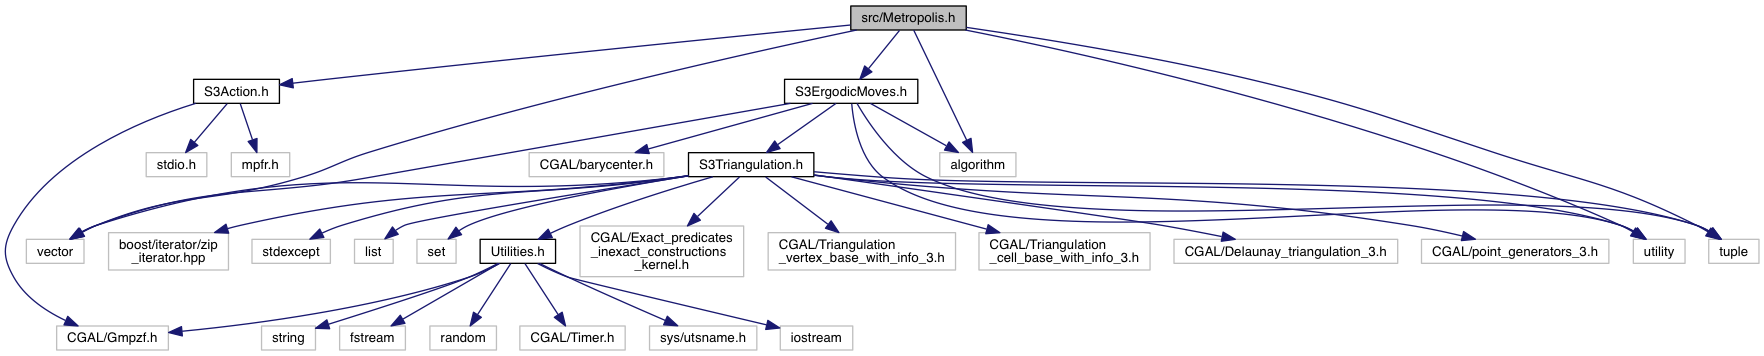 src/Metropolis.h
S3Action.h
S3ErgodicMoves.h
stdio.h
mpfr.h
CGAL/barycenter.h
S3Triangulation.h
algorithm
vector
boost/iterator/zip
_iterator.hpp
stdexcept
list
set
Utilities.h
CGAL/Exact_predicates
_inexact_constructions
_kernel.h
CGAL/Triangulation
_vertex_base_with_info_3.h
CGAL/Triangulation
_cell_base_with_info_3.h
CGAL/Delaunay_triangulation_3.h
CGAL/point_generators_3.h
utility
tuple
CGAL/Gmpzf.h
string
fstream
random
CGAL/Timer.h
sys/utsname.h
iostream